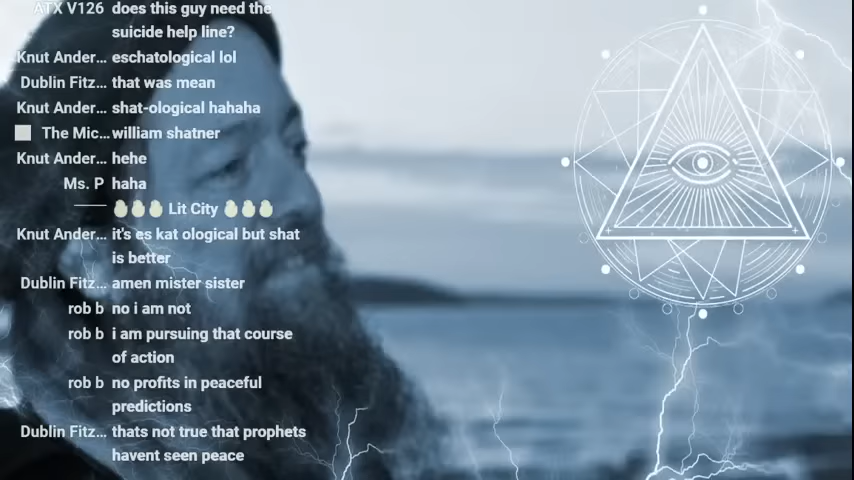 ATX V126 does this guy need the
suicide help line?
Knut Ander... eschatological lol
Dublin Fitz... that was mean
Knut Ander... shat-ological hahaha
The Mic... william shatner
Knut Ander... hehe
Ms. P haha
Lit City
Knut Ander... it's es kat ological but shat
is better
Dublin Fitz... amen mister sister
rob b no i am not
rob b i am pursuing that course
of action
rob b no profits in peaceful
predictions
Dublin Fitz... thats not true that prophets
havent seen peace